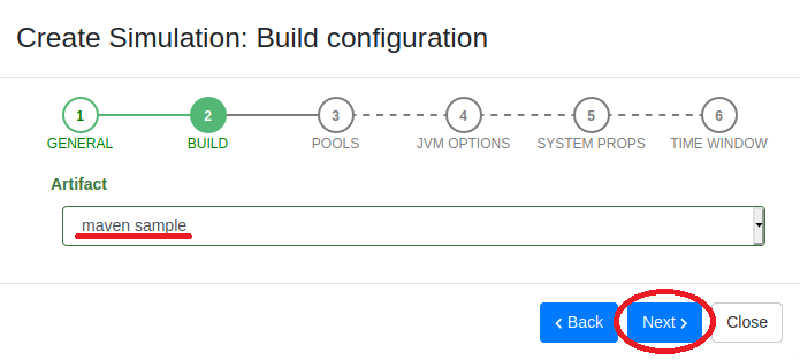 Create Simulation: Build configuration
1 2 3 4 5 6
GENERAL BUILD POOLS JVM OPTIONS SYSTEM PROPS TIME WINDOW
Artifact
maven sample
‹ Back Next › Close